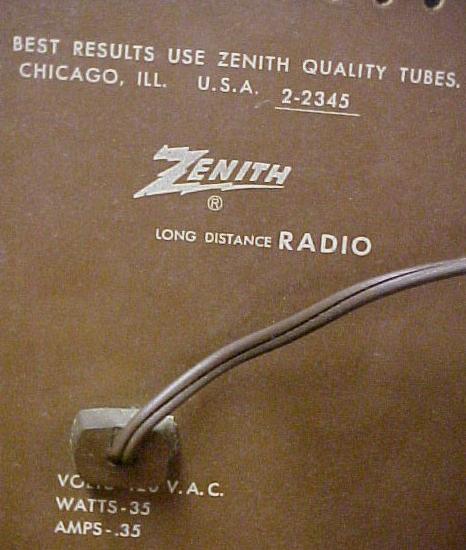 BEST RESULTS USE ZENITH QUALITY TUBES.
CHICAGO, ILL. U.S.A. 2-2345
ZENITH
®
LONG DISTANCE RADIO
V.A.C.
WATTS-35
AMPS-.35